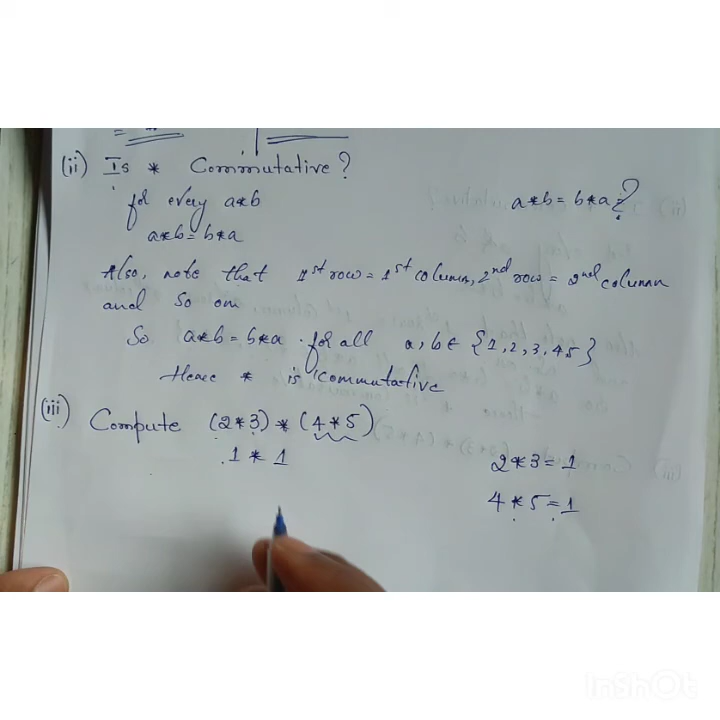 (ii) Is * Commutative?
for every a*b a*b = b*a?
a*b = b*a
Also, note that 1st row = 1st column, 2nd row = 2nd column
and so on
So a*b = b*a for all a, b ∈ {1, 2, 3, 4 5}
Hence * is commutative
(iii) Compute (2*3) * (4*5)
1 * 1 2*3 = 1
4*5 = 1
InShOt